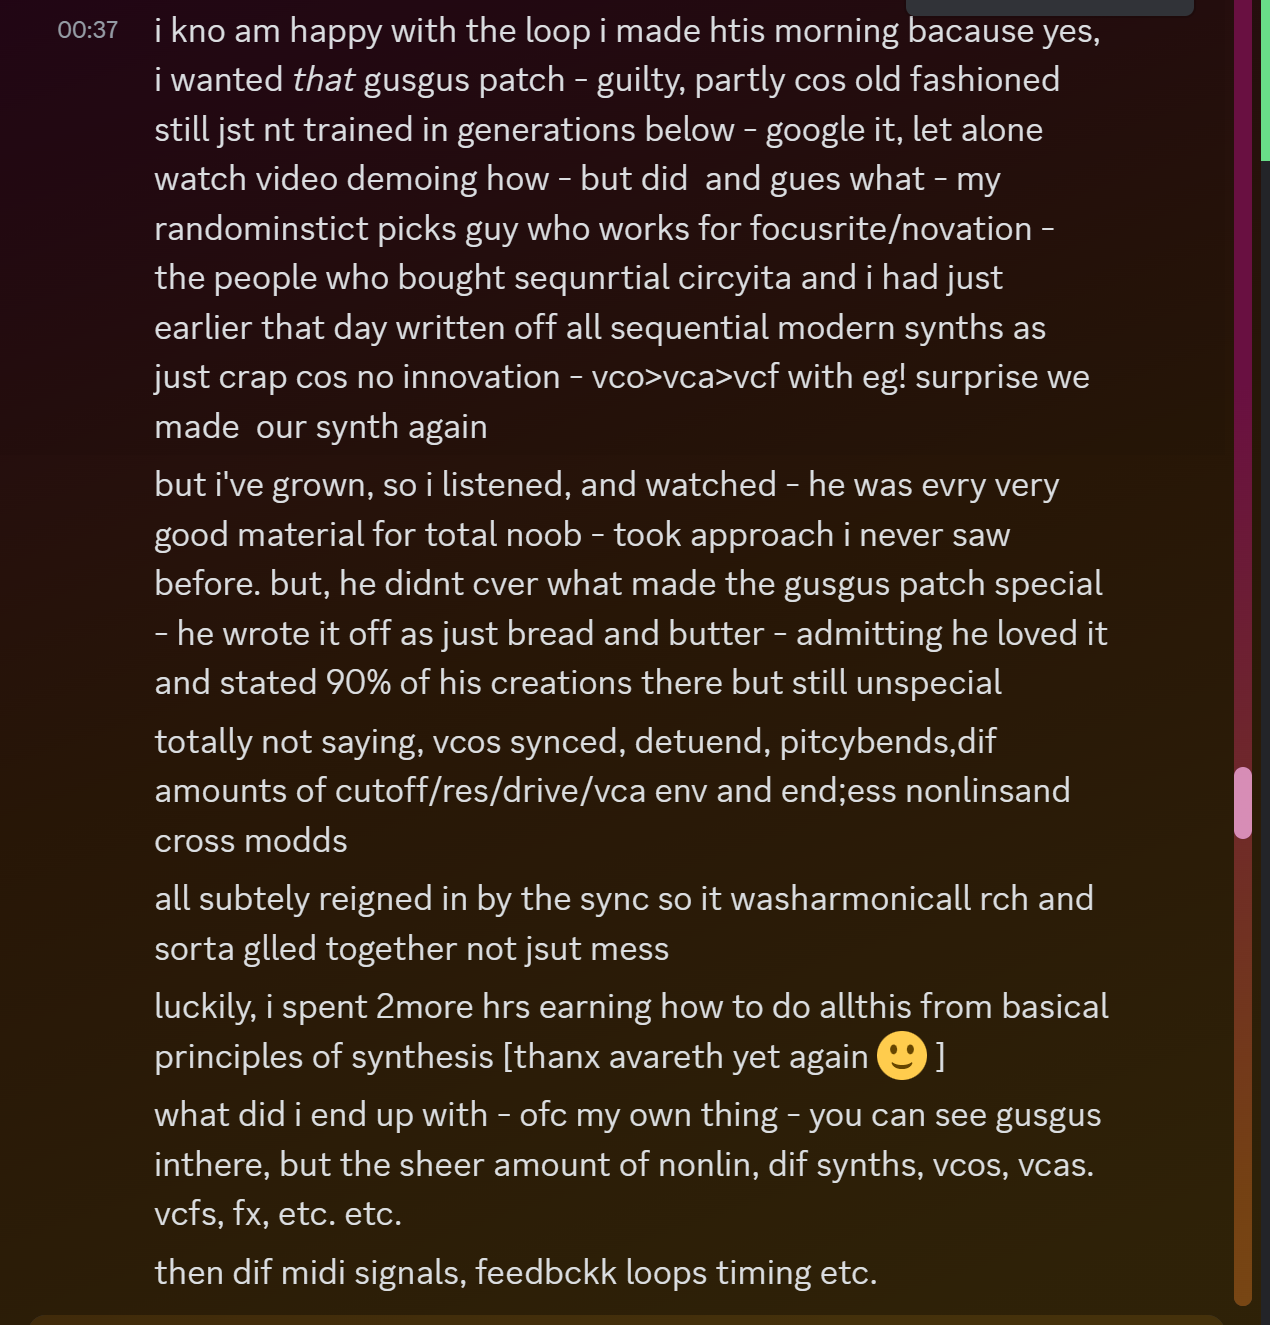 00:37 i kno am happy with the loop i made htis morning bacause yes,
i wanted that gusgus patch - guilty, partly cos old fashioned
still jst nt trained in generations below - google it, let alone
watch video demoing how - but did  and gues what - my
randominstict picks guy who works for focusrite/novation -
the people who bought sequnrtial circyita and i had just
earlier that day written off all sequential modern synths as
just crap cos no innovation - vco>vca>vcf with eg! surprise we
made  our synth again
but i've grown, so i listened, and watched - he was evry very
good material for total noob - took approach i never saw
before. but, he didnt cver what made the gusgus patch special
- he wrote it off as just bread and butter - admitting he loved it
and stated 90% of his creations there but still unspecial
totally not saying, vcos synced, detuend, pitcybends,dif
amounts of cutoff/res/drive/vca env and end;ess nonlinsand
cross modds
all subtely reigned in by the sync so it washarmonicall rch and
sorta glled together not jsut mess
luckily, i spent 2more hrs earning how to do allthis from basical
principles of synthesis [thanx avareth yet again 🙂 ]
what did i end up with - ofc my own thing - you can see gusgus
inthere, but the sheer amount of nonlin, dif synths, vcos, vcas.
vcfs, fx, etc. etc.
then dif midi signals, feedbckk loops timing etc.